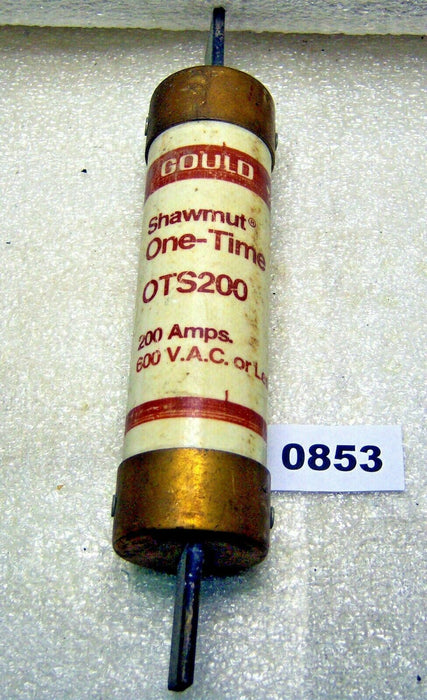 GOULD
Shawmut®
One-Time
OTS200
200 Amps.
600 V.A.C. or
0853